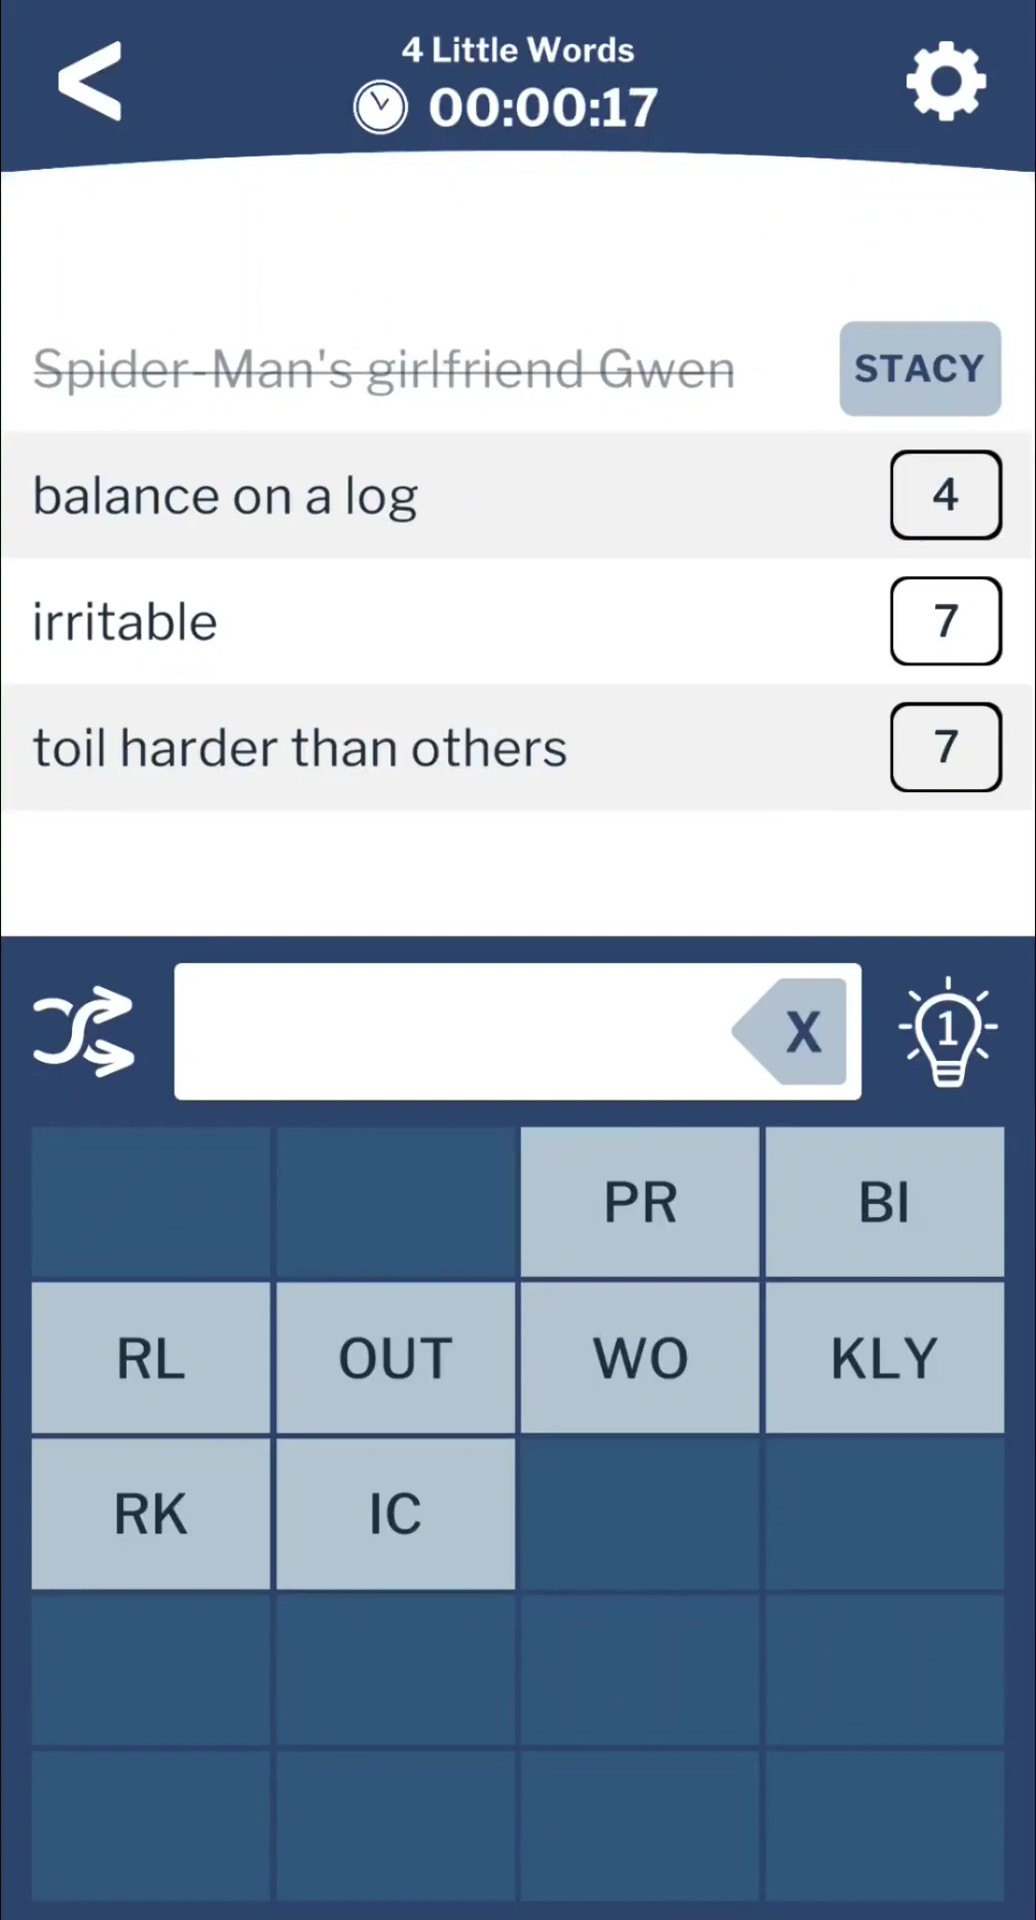 4 Little Words
00:00:17
Spider-Man's girlfriend Gwen STACY
balance on a log 4
irritable 7
toil harder than others 7
X 1
PR BI
RL OUT WO KLY
RK IC